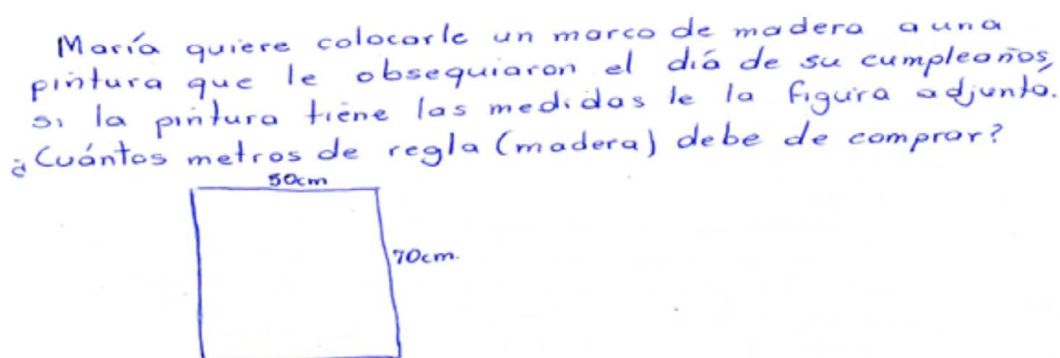 María quiere colocarle un marco de madera a una
pintura que le obsequiaron el día de su cumpleaños,
si la pintura tiene las medidas de la figura adjunta.
¿Cuántos metros de regla (madera) debe de comprar?
50cm
70cm.